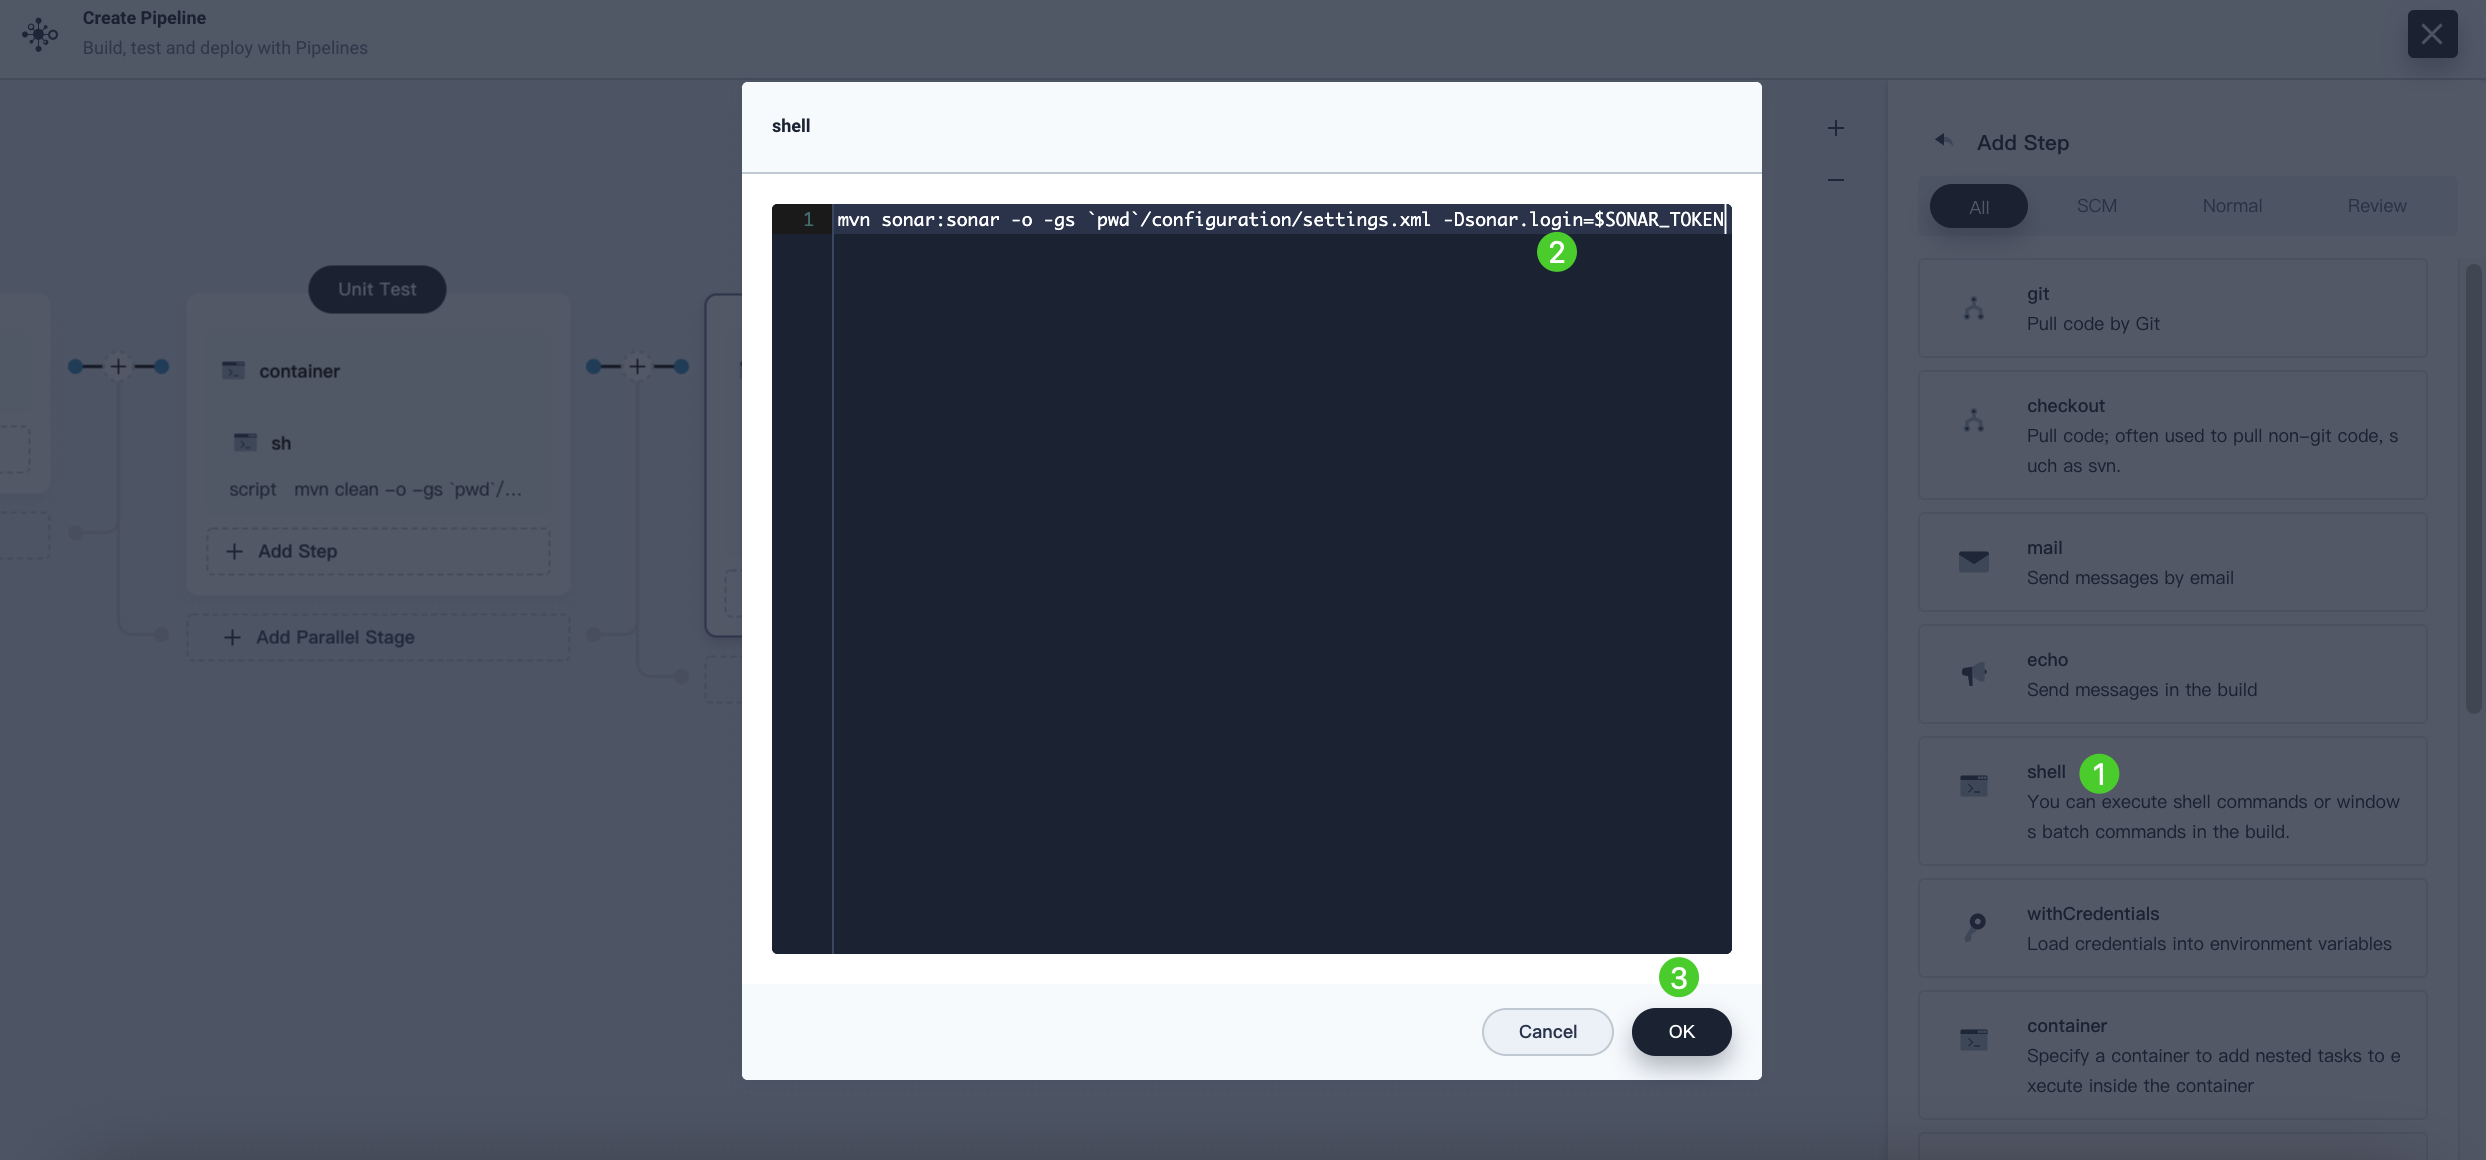 Create Pipeline
Build, test and deploy with Pipelines
Unit Test
container
sh
script mvn clean -o -gs `pwd`/...
Add Step
Add Parallel Stage
shell
1 mvn sonar:sonar -o -gs `pwd`/configuration/settings.xml -Dsonar.login=$SONAR_TOKEN
2
3
Cancel
OK
Add Step
All
SCM
Normal
Review
git
Pull code by Git
checkout
Pull code; often used to pull non-git code, s
uch as svn.
mail
Send messages by email
echo
Send messages in the build
shell
1
You can execute shell commands or window
s batch commands in the build.
withCredentials
Load credentials into environment variables
container
Specify a container to add nested tasks to e
xecute inside the container